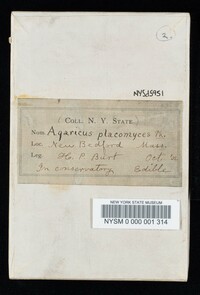 2
NYSf5951
COLL. N. Y. STATE
NAME Agaricus placomyces Pk.
LOC. New Bedford Mass.
LEG. H. P. Burt Oct.
In conservatory. Edible
NEW YORK STATE MUSEUM
NYSM 0 000 001 314